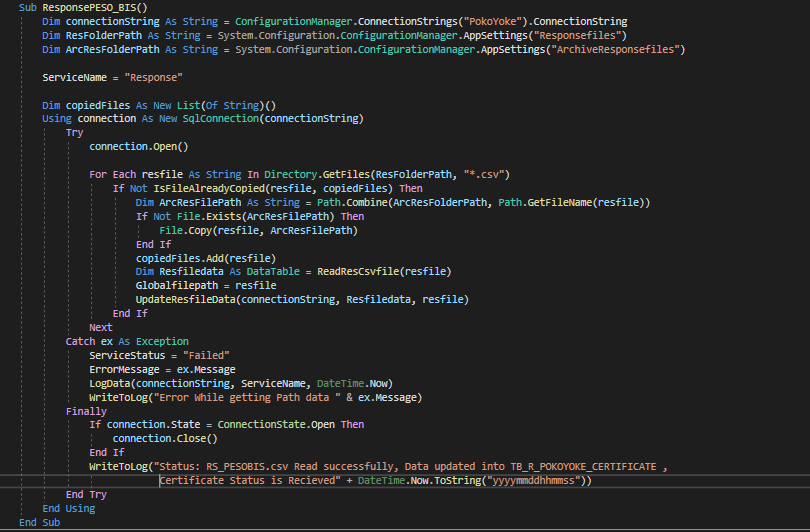 Sub ResponsePESO_BIS()
Dim connectionString As String = ConfigurationManager.ConnectionStrings("PokoYoke").ConnectionString
Dim ResFolderPath As String = System.Configuration.ConfigurationManager.AppSettings("Responsefiles")
Dim ArcResFolderPath As String = System.Configuration.ConfigurationManager.AppSettings("ArchiveResponsefiles")
ServiceName = "Response"
Dim copiedFiles As New List(Of String)()
Using connection As New SqlConnection(connectionString)
Try
connection.Open()
For Each resfile As String In Directory.GetFiles(ResFolderPath, "*.csv")
If Not IsFileAlreadyCopied(resfile, copiedFiles) Then
Dim ArcResFilePath As String = Path.Combine(ArcResFolderPath, Path.GetFileName(resfile))
If Not File.Exists(ArcResFilePath) Then
File.Copy(resfile, ArcResFilePath)
End If
copiedFiles.Add(resfile)
Dim Resfiledata As DataTable = ReadResCsvfile(resfile)
Globalfilepath = resfile
UpdateResfileData(connectionString, Resfiledata, resfile)
End If
Next
Catch ex As Exception
ServiceStatus = "Failed"
ErrorMessage = ex.Message
LogData(connectionString, ServiceName, DateTime.Now)
WriteToLog("Error While getting Path data " & ex.Message)
Finally
If connection.State = ConnectionState.Open Then
connection.Close()
End If
WriteToLog("Status: RS_PESOBIS.csv Read successfully, Data updated into TB_R_POKOYOKE_CERTIFICATE ,
Certificate Status is Recieved" + DateTime.Now.ToString("yyyymmddhhmmss"))
End Try
End Using
End Sub